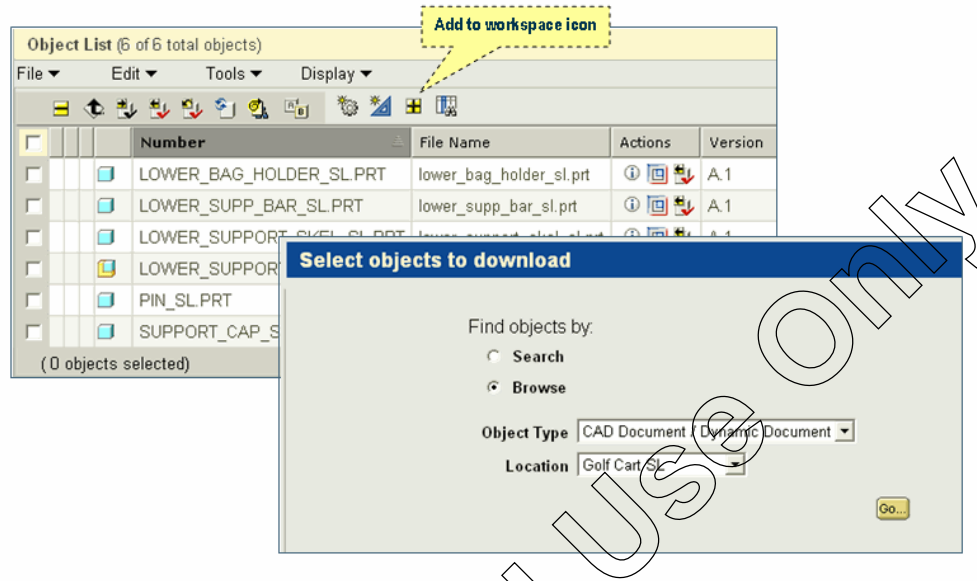 Add to workspace icon
Object List (6 of 6 total objects)
File Edit Tools Display
Number File Name Actions Version
LOWER_BAG_HOLDER_SL.PRT lower_bag_holder_sl.prt A.1
LOWER_SUPP_BAR_SL.PRT lower_supp_bar_sl.prt A.1
LOWER_SUPPORT_SKEL_SL.PRT lower_support_skel_sl.prt A.1
LOWER_SUPPOR
PIN_SL.PRT
SUPPORT_CAP_S
( 0 objects selected)
Select objects to download
Find objects by:
Search
Browse
Object Type CAD Document / Dynamic Document
Location Golf Cart SL
Go...
Use Only